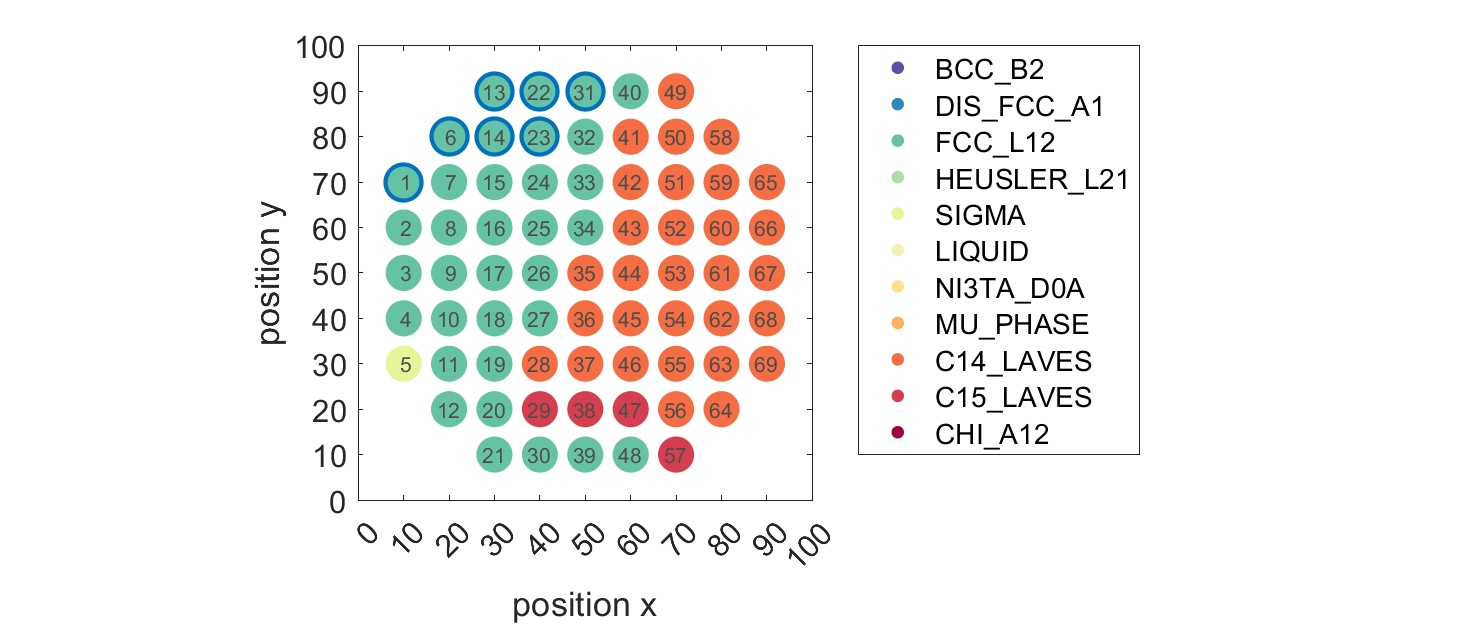 100
90
80
70
60
50
40
30
20
10
0
position y
13 22 31 40 49
6 14 23 32 41 50 58
1 7 15 24 33 42 51 59 65
2 8 16 25 34 43 52 60 66
3 9 17 26 35 44 53 61 67
4 10 18 27 36 45 54 62 68
5 11 19 28 37 46 55 63 69
12 20 29 38 47 56 64
21 30 39 48 57
0 10 20 30 40 50 60 70 80 90 100
position x
BCC_B2
DIS_FCC_A1
FCC_L12
HEUSLER_L21
SIGMA
LIQUID
NI3TA_D0A
MU_PHASE
C14_LAVES
C15_LAVES
CHI_A12